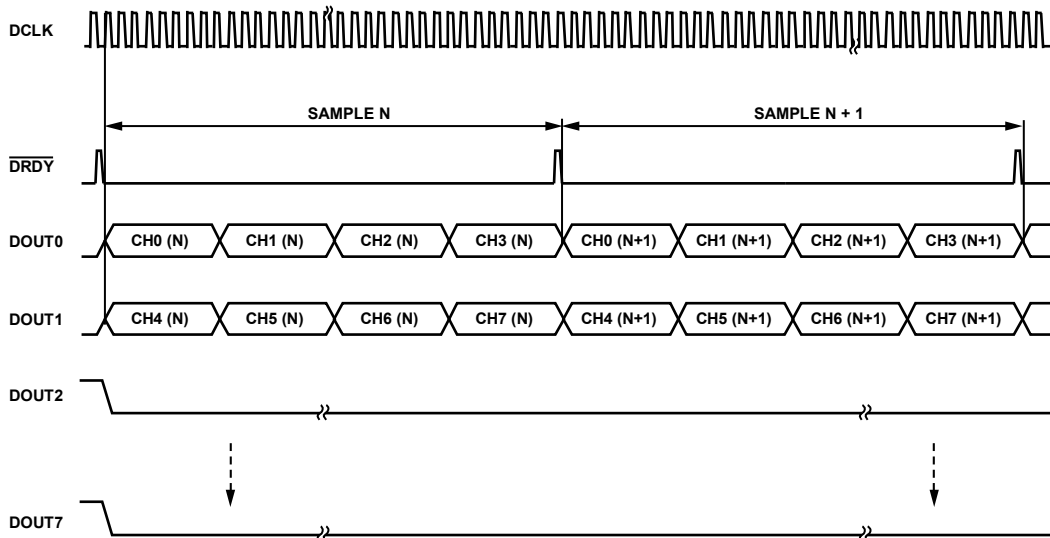 DCLK
SAMPLE N SAMPLE N + 1
DRDY
DOUT0 CH0 (N) CH1 (N) CH2 (N) CH3 (N) CH0 (N+1) CH1 (N+1) CH2 (N+1) CH3 (N+1)
DOUT1 CH4 (N) CH5 (N) CH6 (N) CH7 (N) CH4 (N+1) CH5 (N+1) CH6 (N+1) CH7 (N+1)
DOUT2
DOUT7